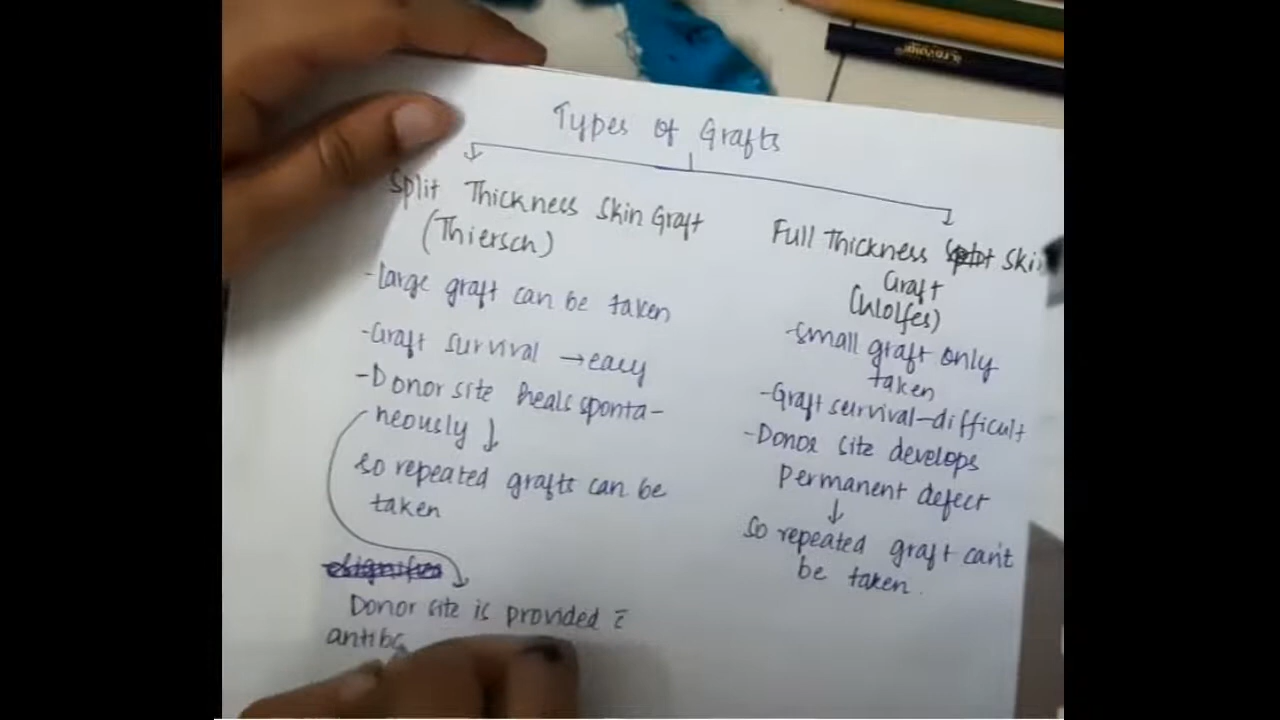 Types of Grafts
Split Thickness Skin Graft
(Thiersch)
-Large graft can be taken
-Graft survival → easy
-Donor site heals sponta-
neously ↓
so repeated grafts can be
taken
Donor site is provided c̄
Full Thickness Skin
Graft
(Wolfes)
-small graft only
taken
-Graft survival-difficult
-Donor site develops
Permanent defect
↓
So repeated graft can't
be taken.